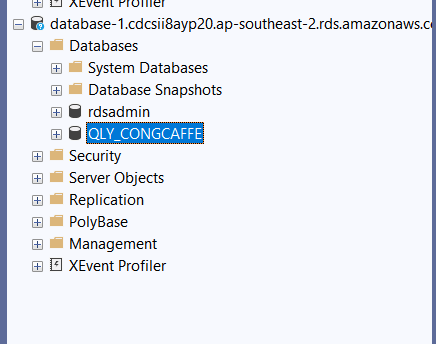 XEvent Profiler
database-1.cdcsii8ayp20.ap-southeast-2.rds.amazonaws.c
Databases
System Databases
Database Snapshots
rdsadmin
QLY_CONGCAFFE
Security
Server Objects
Replication
PolyBase
Management
XEvent Profiler